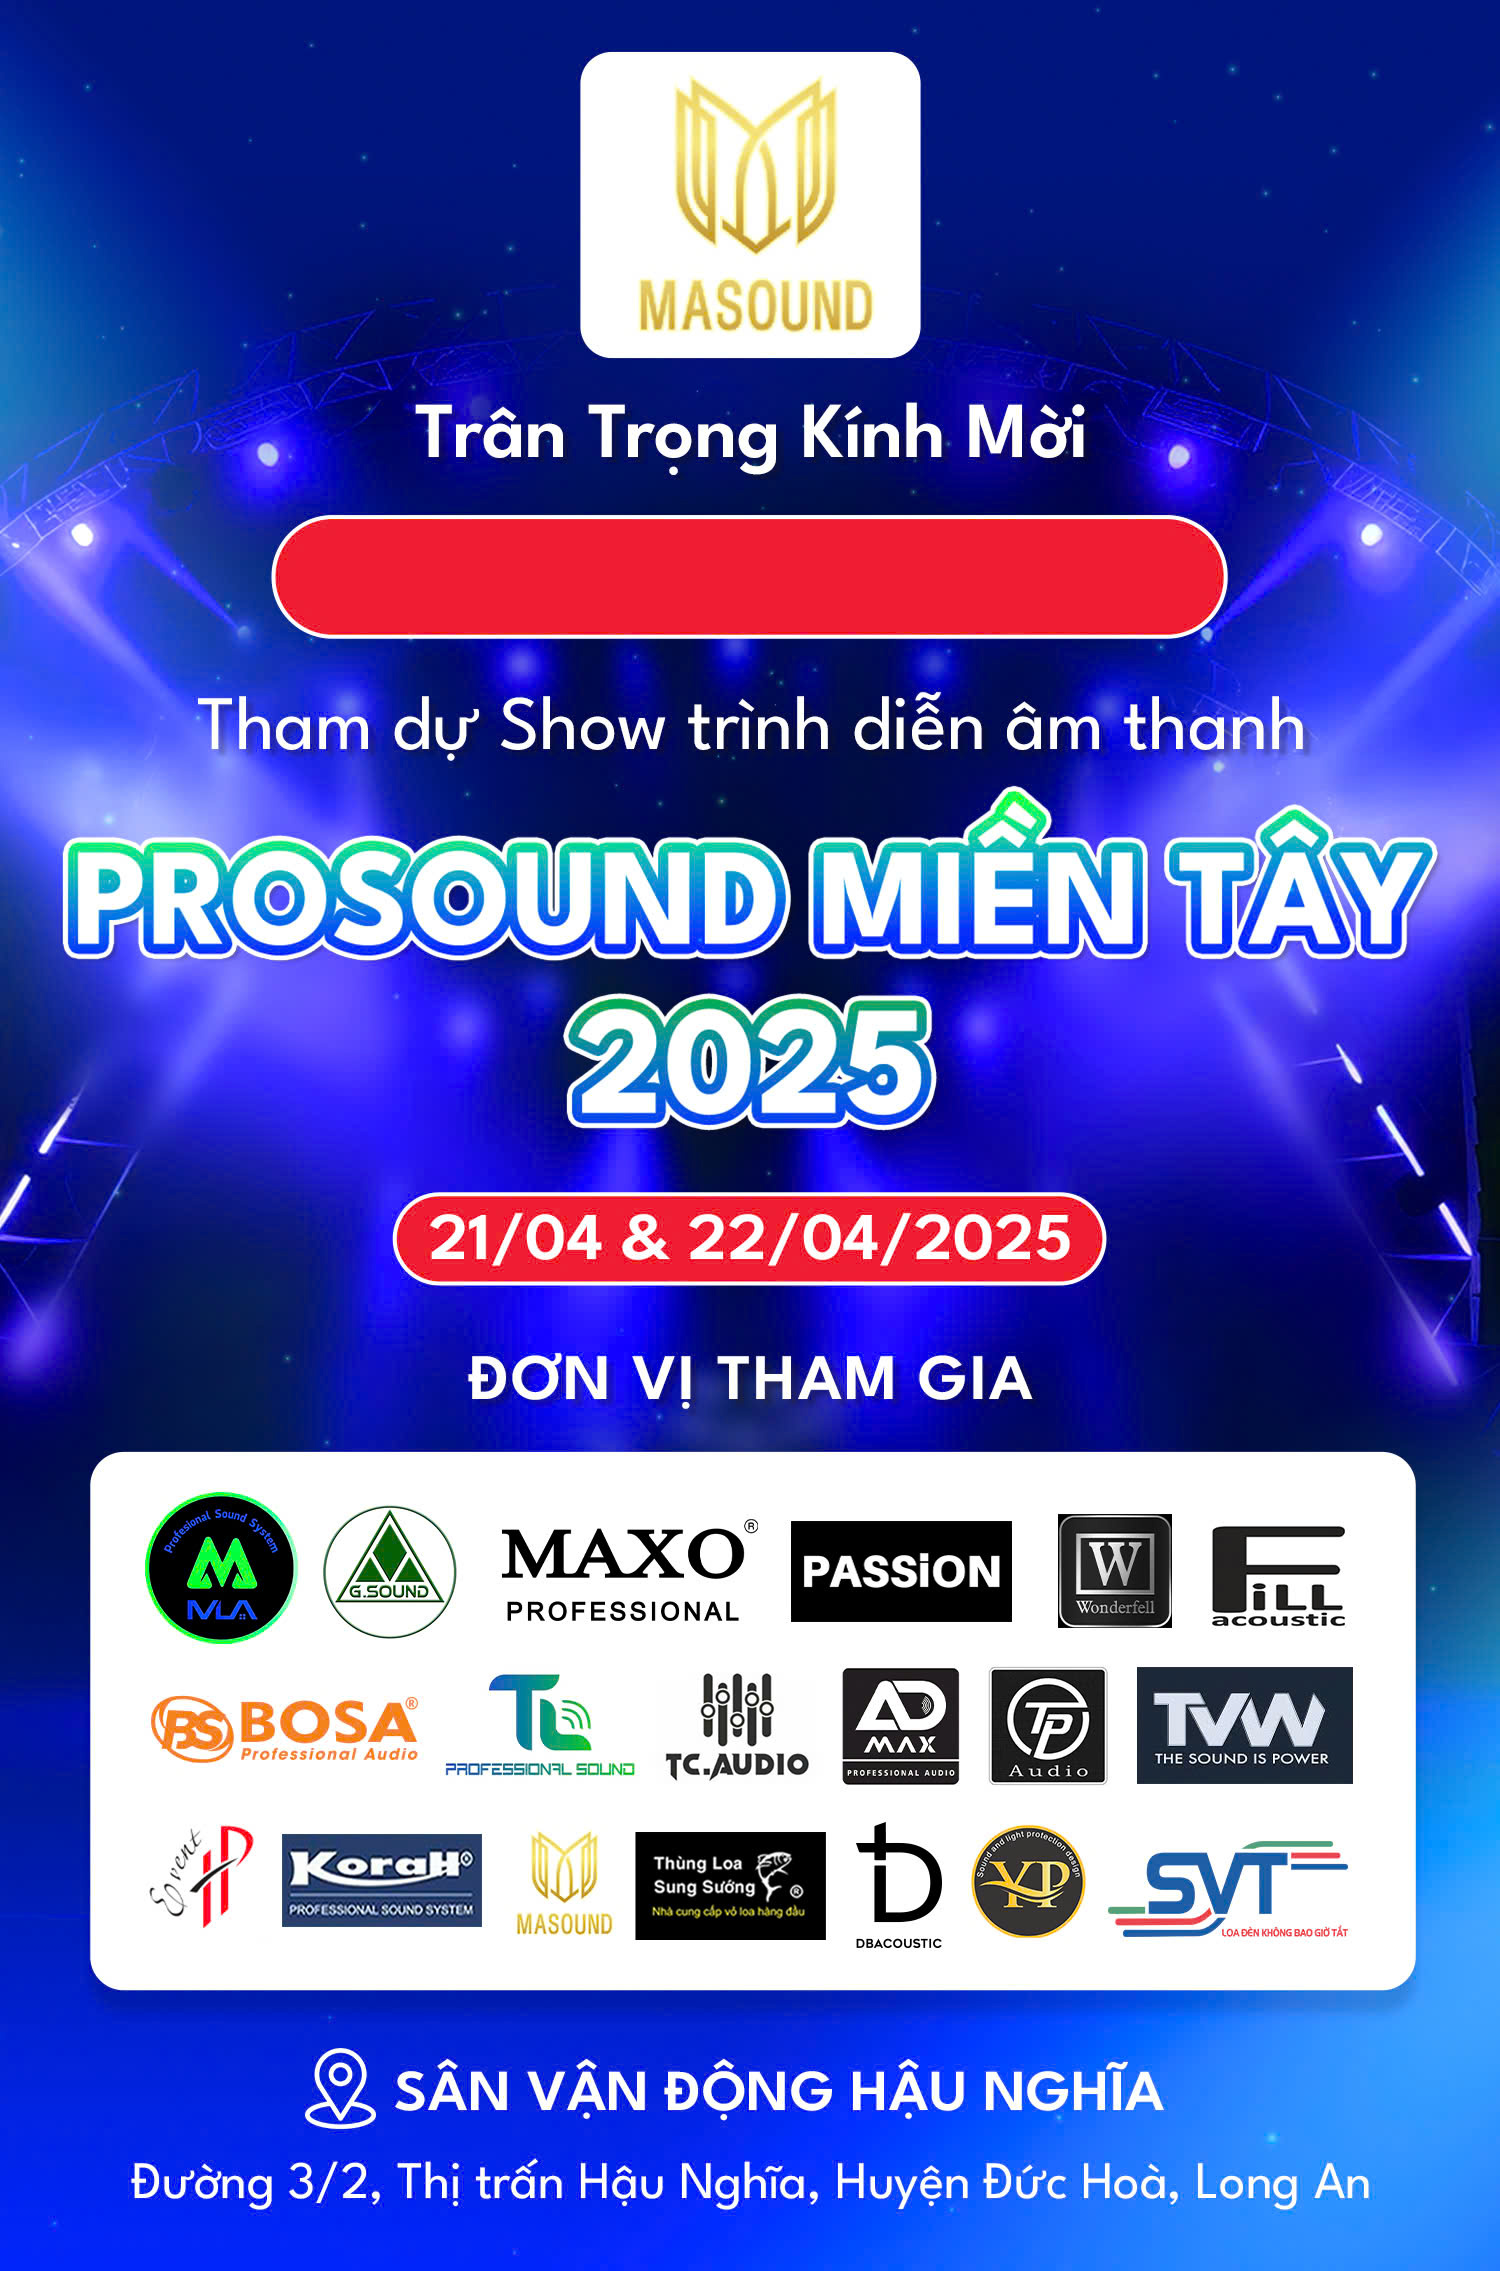 MASOUND
Trân Trọng Kính Mời
Tham dự Show trình diễn âm thanh
PROSOUND MIỀN TÂY
2025
21/04 & 22/04/2025
ĐƠN VỊ THAM GIA
Profesional Sound System
M
MLA
G.SOUND
MAXO®
PROFESSIONAL
PASSiON
W
Wonderfell
FiLL
acoustic
BS BOSA®
Professional Audio
TL
PROFESSIONAL SOUND
TC.AUDIO
AD
MAX
PROFESSIONAL AUDIO
TP
Audio
TVW
THE SOUND IS POWER
Event HP
KoraH®
PROFESSIONAL SOUND SYSTEM
MASOUND
Thùng Loa
Sung Sướng ®
Nhà cung cấp vỏ loa hàng đầu
DBACOUSTIC
Sound and light protection design
YP
SVT
LOA ĐÈN KHÔNG BAO GIỜ TẮT
SÂN VẬN ĐỘNG HẬU NGHĨA
Đường 3/2, Thị trấn Hậu Nghĩa, Huyện Đức Hoà, Long An